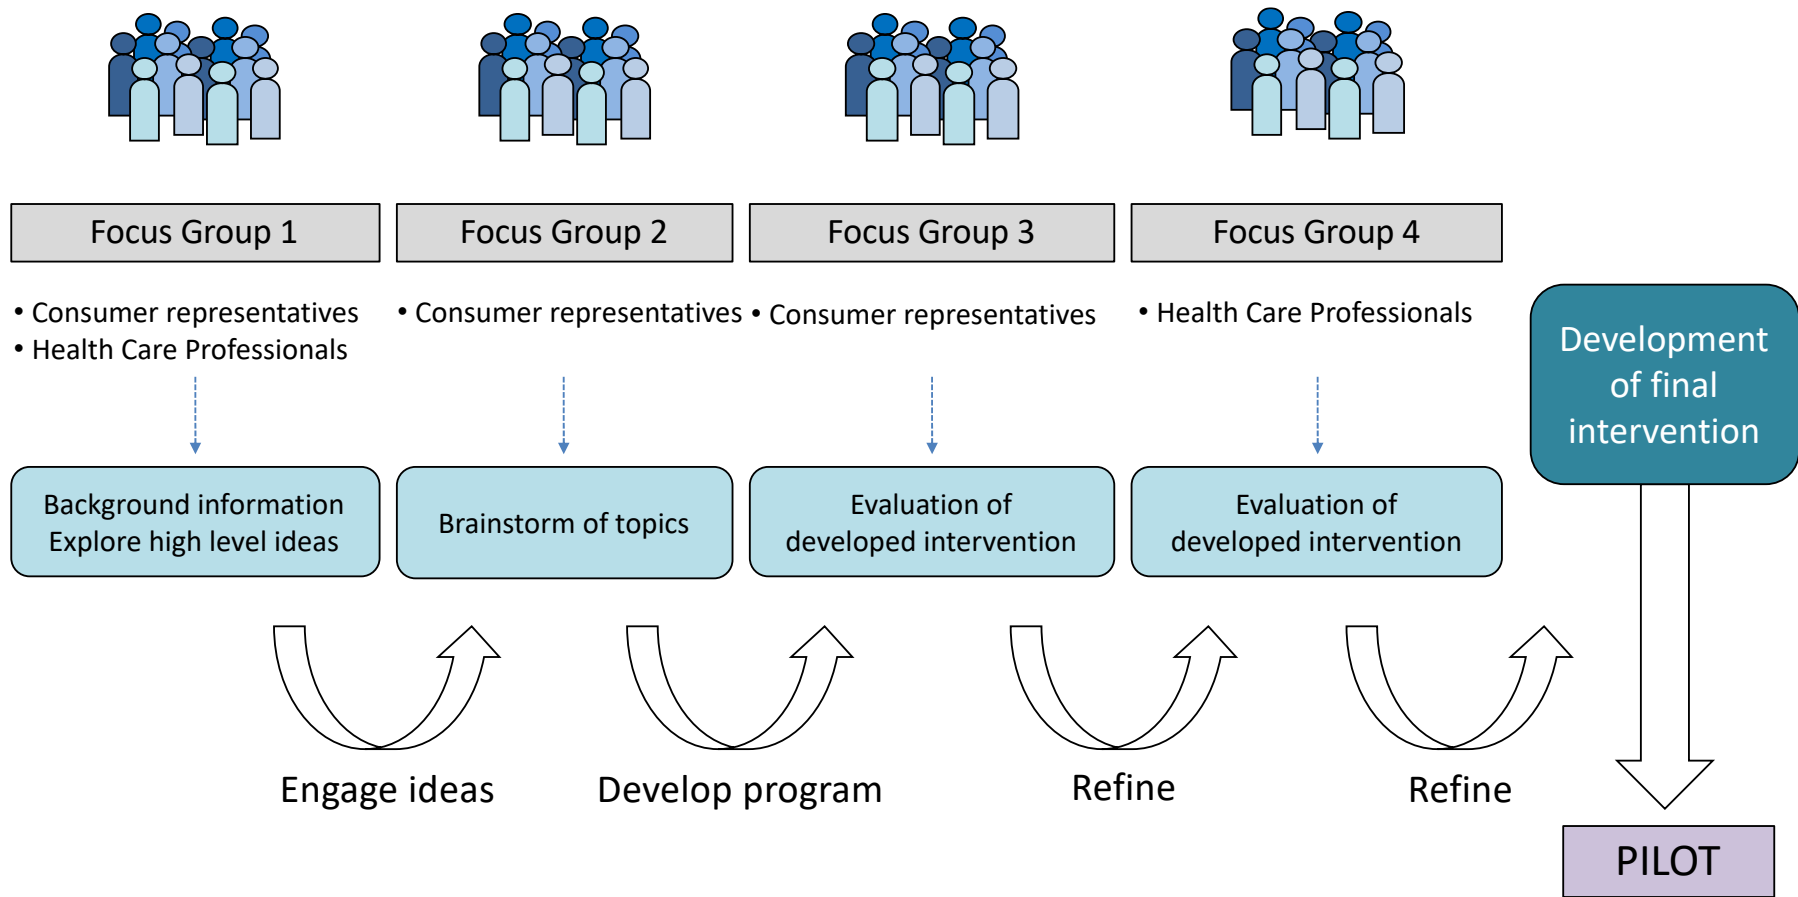 Focus Group 1
Focus Group 2
Focus Group 3
Focus Group 4
• Consumer representatives
• Health Care Professionals
• Consumer representatives
• Consumer representatives
• Health Care Professionals
Development
of final
intervention
Background information
Explore high level ideas
Brainstorm of topics
Evaluation of
developed intervention
Evaluation of
developed intervention
Engage ideas
Develop program
Refine
Refine
PILOT